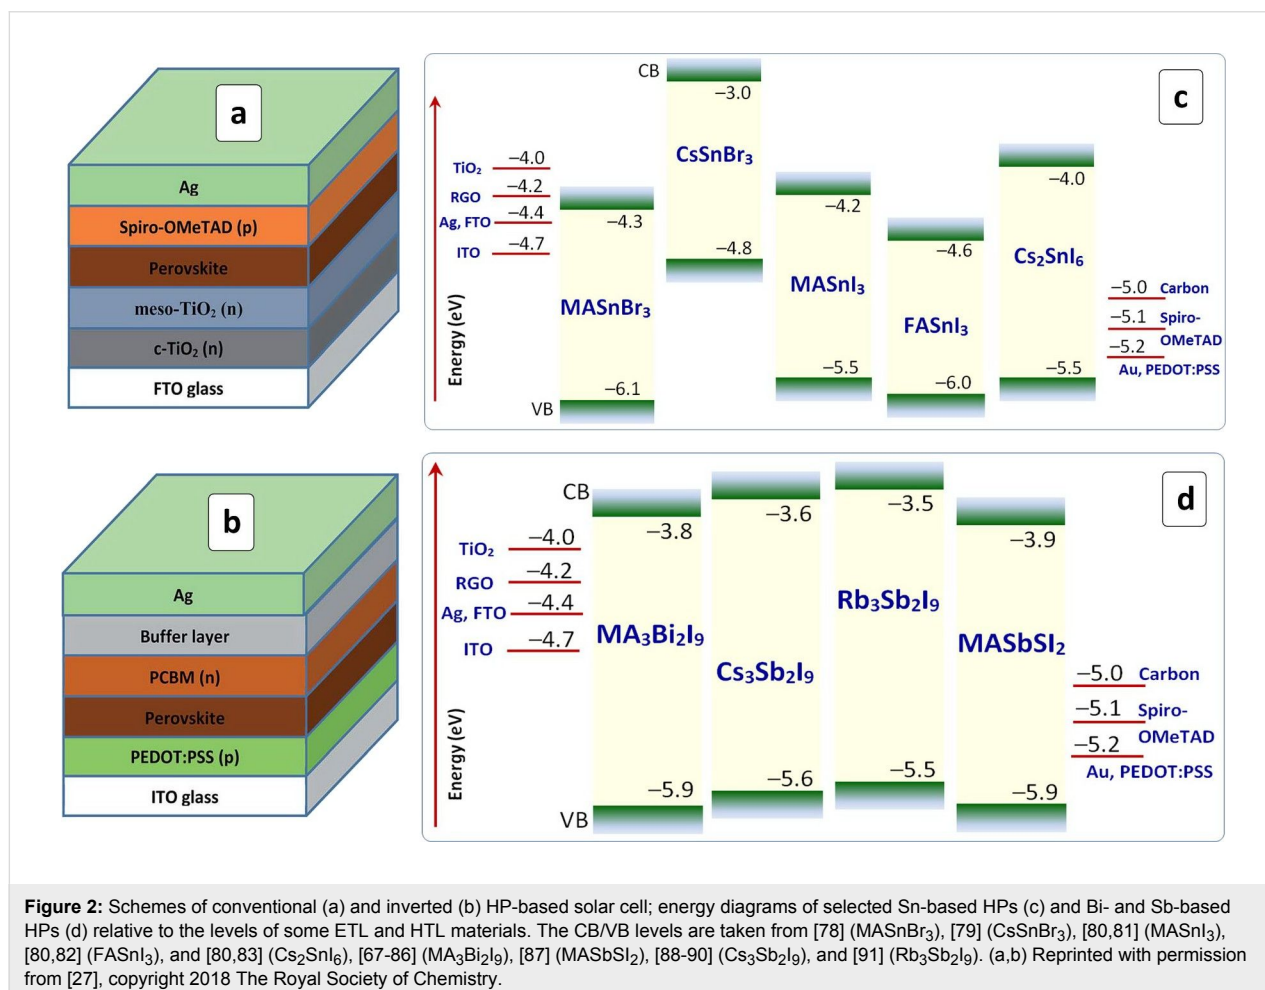 a
Ag
Spiro-OMeTAD (p)
Perovskite
meso-TiO₂ (n)
c-TiO₂ (n)
FTO glass
c
Energy (eV)
TiO₂ –4.0
RGO –4.2
Ag, FTO –4.4
ITO –4.7
CB
VB
–4.3
MASnBr₃
–6.1
–3.0
CsSnBr₃
–4.8
–4.2
MASnI₃
–5.5
–4.6
FASnI₃
–6.0
–4.0
Cs₂SnI₆
–5.5
–5.0 Carbon
–5.1 Spiro-
OMeTAD
–5.2
Au, PEDOT:PSS
b
Ag
Buffer layer
PCBM (n)
Perovskite
PEDOT:PSS (p)
ITO glass
d
Energy (eV)
TiO₂ –4.0
RGO –4.2
Ag, FTO –4.4
ITO –4.7
CB
VB
–3.8
MA₃Bi₂I₉
–5.9
–3.6
Cs₃Sb₂I₉
–5.6
–3.5
Rb₃Sb₂I₉
–5.5
–3.9
MASbSI₂
–5.9
–5.0 Carbon
–5.1 Spiro-
OMeTAD
–5.2
Au, PEDOT:PSS
Figure 2: Schemes of conventional (a) and inverted (b) HP-based solar cell; energy diagrams of selected Sn-based HPs (c) and Bi- and Sb-based
HPs (d) relative to the levels of some ETL and HTL materials. The CB/VB levels are taken from [78] (MASnBr₃), [79] (CsSnBr₃), [80,81] (MASnI₃),
[80,82] (FASnI₃), and [80,83] (Cs₂SnI₆), [67-86] (MA₃Bi₂I₉), [87] (MASbSI₂), [88-90] (Cs₃Sb₂I₉), and [91] (Rb₃Sb₂I₉). (a,b) Reprinted with permission
from [27], copyright 2018 The Royal Society of Chemistry.